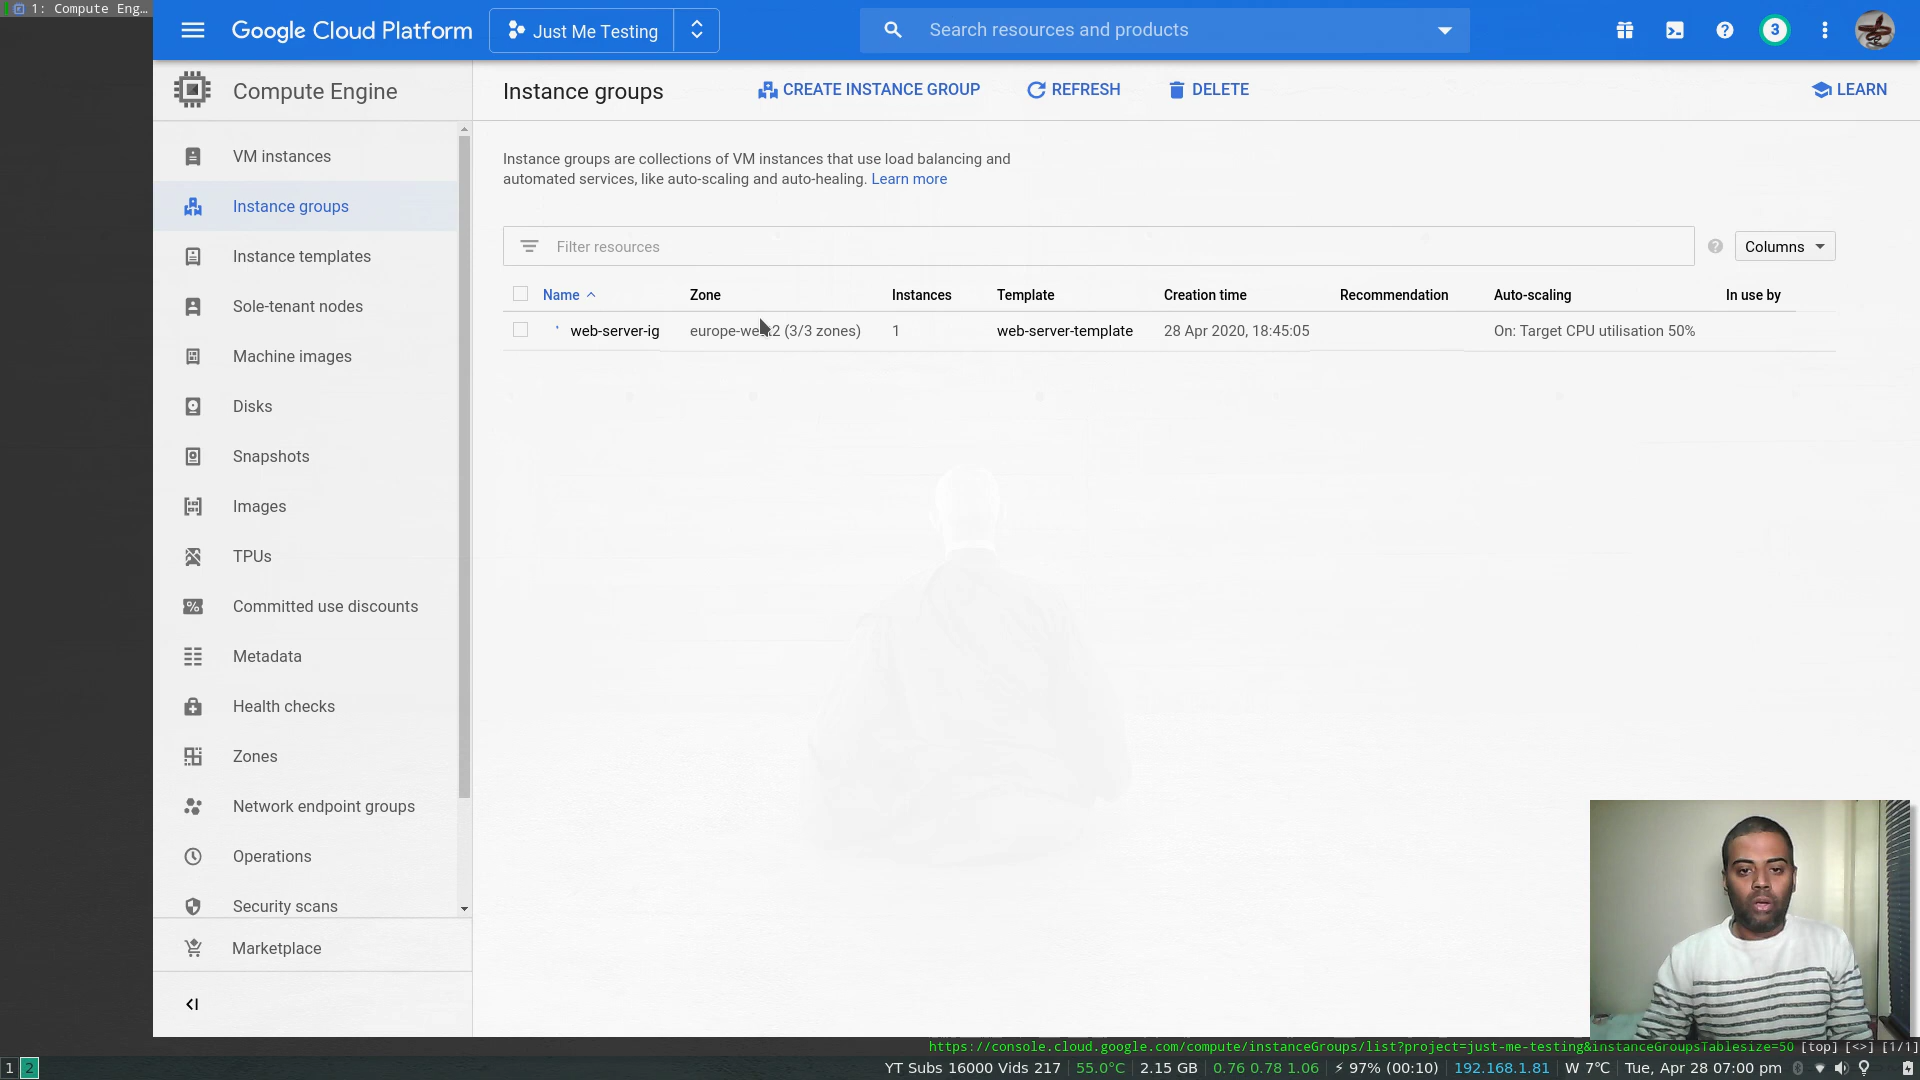 1: Compute Eng…
Google Cloud Platform
Just Me Testing
Search resources and products
3
Compute Engine
Instance groups
CREATE INSTANCE GROUP
REFRESH
DELETE
LEARN
VM instances
Instance groups
Instance templates
Sole-tenant nodes
Machine images
Disks
Snapshots
Images
TPUs
Committed use discounts
Metadata
Health checks
Zones
Network endpoint groups
Operations
Security scans
Marketplace
Instance groups are collections of VM instances that use load balancing and
automated services, like auto-scaling and auto-healing. Learn more
Filter resources
Columns
Name Zone Instances Template Creation time Recommendation Auto-scaling In use by
web-server-ig (3/3 zones) 1 web-server-template 28 Apr 2020, 18:45:05 On: Target CPU utilisation 50%
https://console.cloud.google.com/compute/instanceGroups/list?project=just-me-testing&instanceGroupsTablesize=50 [top] [<>] [1/1]
1 2
YT Subs 16000 Vids 217 | 55.0°C | 2.15 GB | 0.76 0.78 1.06 | ⚡ 97% (00:10) | 192.168.1.81 | W 7°C | Tue, Apr 28 07:00 pm